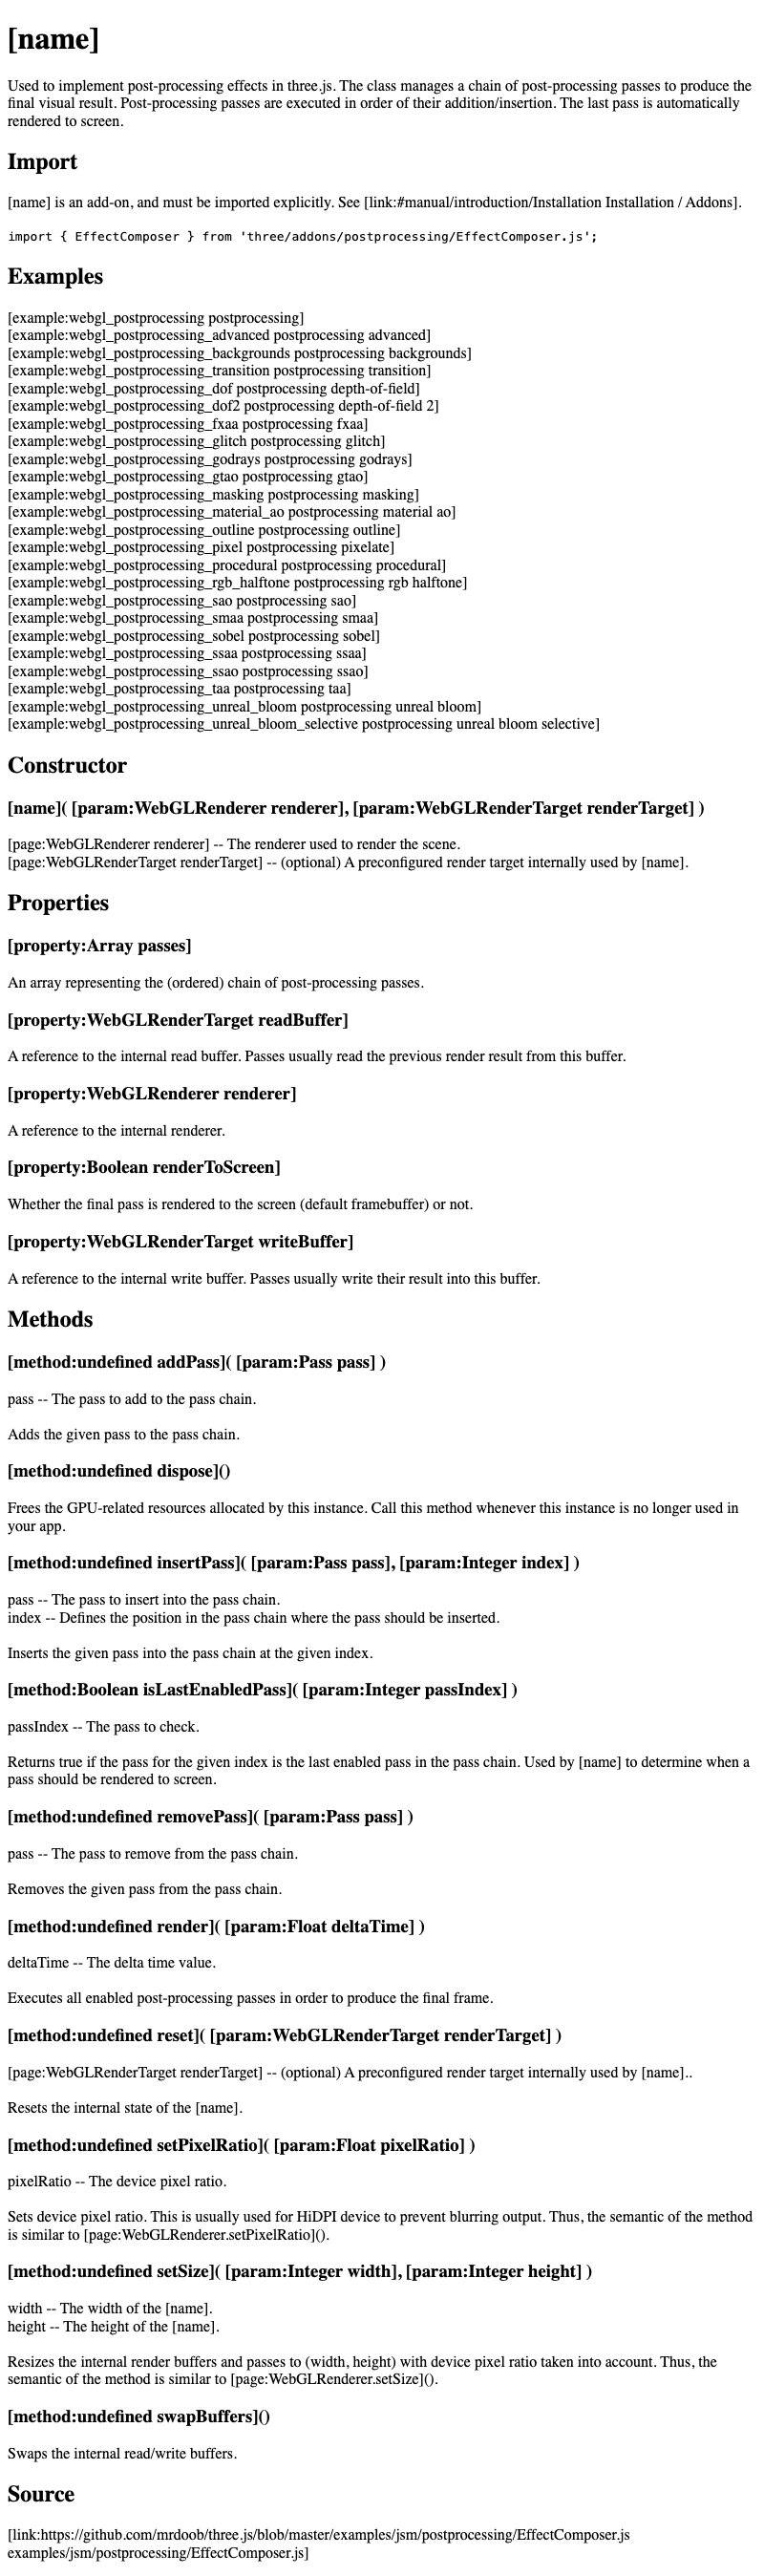 [name]
Used to implement post-processing effects in three.js. The class manages a chain of post-processing passes to produce the
final visual result. Post-processing passes are executed in order of their addition/insertion. The last pass is automatically
rendered to screen.
Import
[name] is an add-on, and must be imported explicitly. See [link:#manual/introduction/Installation Installation / Addons].
import { EffectComposer } from 'three/addons/postprocessing/EffectComposer.js';
Examples
[example:webgl_postprocessing postprocessing]
[example:webgl_postprocessing_advanced postprocessing advanced]
[example:webgl_postprocessing_backgrounds postprocessing backgrounds]
[example:webgl_postprocessing_transition postprocessing transition]
[example:webgl_postprocessing_dof postprocessing depth-of-field]
[example:webgl_postprocessing_dof2 postprocessing depth-of-field 2]
[example:webgl_postprocessing_fxaa postprocessing fxaa]
[example:webgl_postprocessing_glitch postprocessing glitch]
[example:webgl_postprocessing_godrays postprocessing godrays]
[example:webgl_postprocessing_gtao postprocessing gtao]
[example:webgl_postprocessing_masking postprocessing masking]
[example:webgl_postprocessing_material_ao postprocessing material ao]
[example:webgl_postprocessing_outline postprocessing outline]
[example:webgl_postprocessing_pixel postprocessing pixelate]
[example:webgl_postprocessing_procedural postprocessing procedural]
[example:webgl_postprocessing_rgb_halftone postprocessing rgb halftone]
[example:webgl_postprocessing_sao postprocessing sao]
[example:webgl_postprocessing_smaa postprocessing smaa]
[example:webgl_postprocessing_sobel postprocessing sobel]
[example:webgl_postprocessing_ssaa postprocessing ssaa]
[example:webgl_postprocessing_ssao postprocessing ssao]
[example:webgl_postprocessing_taa postprocessing taa]
[example:webgl_postprocessing_unreal_bloom postprocessing unreal bloom]
[example:webgl_postprocessing_unreal_bloom_selective postprocessing unreal bloom selective]
Constructor
[name]( [param:WebGLRenderer renderer], [param:WebGLRenderTarget renderTarget] )
[page:WebGLRenderer renderer] -- The renderer used to render the scene.
[page:WebGLRenderTarget renderTarget] -- (optional) A preconfigured render target internally used by [name].
Properties
[property:Array passes]
An array representing the (ordered) chain of post-processing passes.
[property:WebGLRenderTarget readBuffer]
A reference to the internal read buffer. Passes usually read the previous render result from this buffer.
[property:WebGLRenderer renderer]
A reference to the internal renderer.
[property:Boolean renderToScreen]
Whether the final pass is rendered to the screen (default framebuffer) or not.
[property:WebGLRenderTarget writeBuffer]
A reference to the internal write buffer. Passes usually write their result into this buffer.
Methods
[method:undefined addPass]( [param:Pass pass] )
pass -- The pass to add to the pass chain.
Adds the given pass to the pass chain.
[method:undefined dispose]()
Frees the GPU-related resources allocated by this instance. Call this method whenever this instance is no longer used in
your app.
[method:undefined insertPass]( [param:Pass pass], [param:Integer index] )
pass -- The pass to insert into the pass chain.
index -- Defines the position in the pass chain where the pass should be inserted.
Inserts the given pass into the pass chain at the given index.
[method:Boolean isLastEnabledPass]( [param:Integer passIndex] )
passIndex -- The pass to check.
Returns true if the pass for the given index is the last enabled pass in the pass chain. Used by [name] to determine when a
pass should be rendered to screen.
[method:undefined removePass]( [param:Pass pass] )
pass -- The pass to remove from the pass chain.
Removes the given pass from the pass chain.
[method:undefined render]( [param:Float deltaTime] )
deltaTime -- The delta time value.
Executes all enabled post-processing passes in order to produce the final frame.
[method:undefined reset]( [param:WebGLRenderTarget renderTarget] )
[page:WebGLRenderTarget renderTarget] -- (optional) A preconfigured render target internally used by [name]..
Resets the internal state of the [name].
[method:undefined setPixelRatio]( [param:Float pixelRatio] )
pixelRatio -- The device pixel ratio.
Sets device pixel ratio. This is usually used for HiDPI device to prevent blurring output. Thus, the semantic of the method
is similar to [page:WebGLRenderer.setPixelRatio]().
[method:undefined setSize]( [param:Integer width], [param:Integer height] )
width -- The width of the [name].
height -- The height of the [name].
Resizes the internal render buffers and passes to (width, height) with device pixel ratio taken into account. Thus, the
semantic of the method is similar to [page:WebGLRenderer.setSize]().
[method:undefined swapBuffers]()
Swaps the internal read/write buffers.
Source
[link:https://github.com/mrdoob/three.js/blob/master/examples/jsm/postprocessing/EffectComposer.js
examples/jsm/postprocessing/EffectComposer.js]